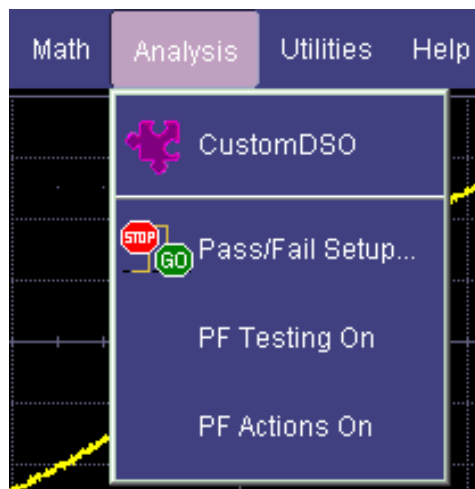 Math Analysis Utilities Help
CustomDSO
STOP
GO
Pass/Fail Setup...
PF Testing On
PF Actions On